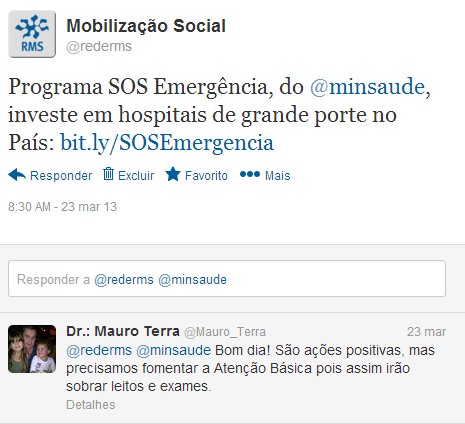 RMS
Mobilização Social
@rederms
Programa SOS Emergência, do @minsaude,
investe em hospitais de grande porte no
País: bit.ly/SOSEmergencia
Responder Excluir Favorito Mais
8:30 AM - 23 mar 13
Responder a @rederms @minsaude
Dr.: Mauro Terra @Mauro_Terra 23 mar
@rederms @minsaude Bom dia! São ações positivas, mas
precisamos fomentar a Atenção Básica pois assim irão
sobrar leitos e exames.
Detalhes